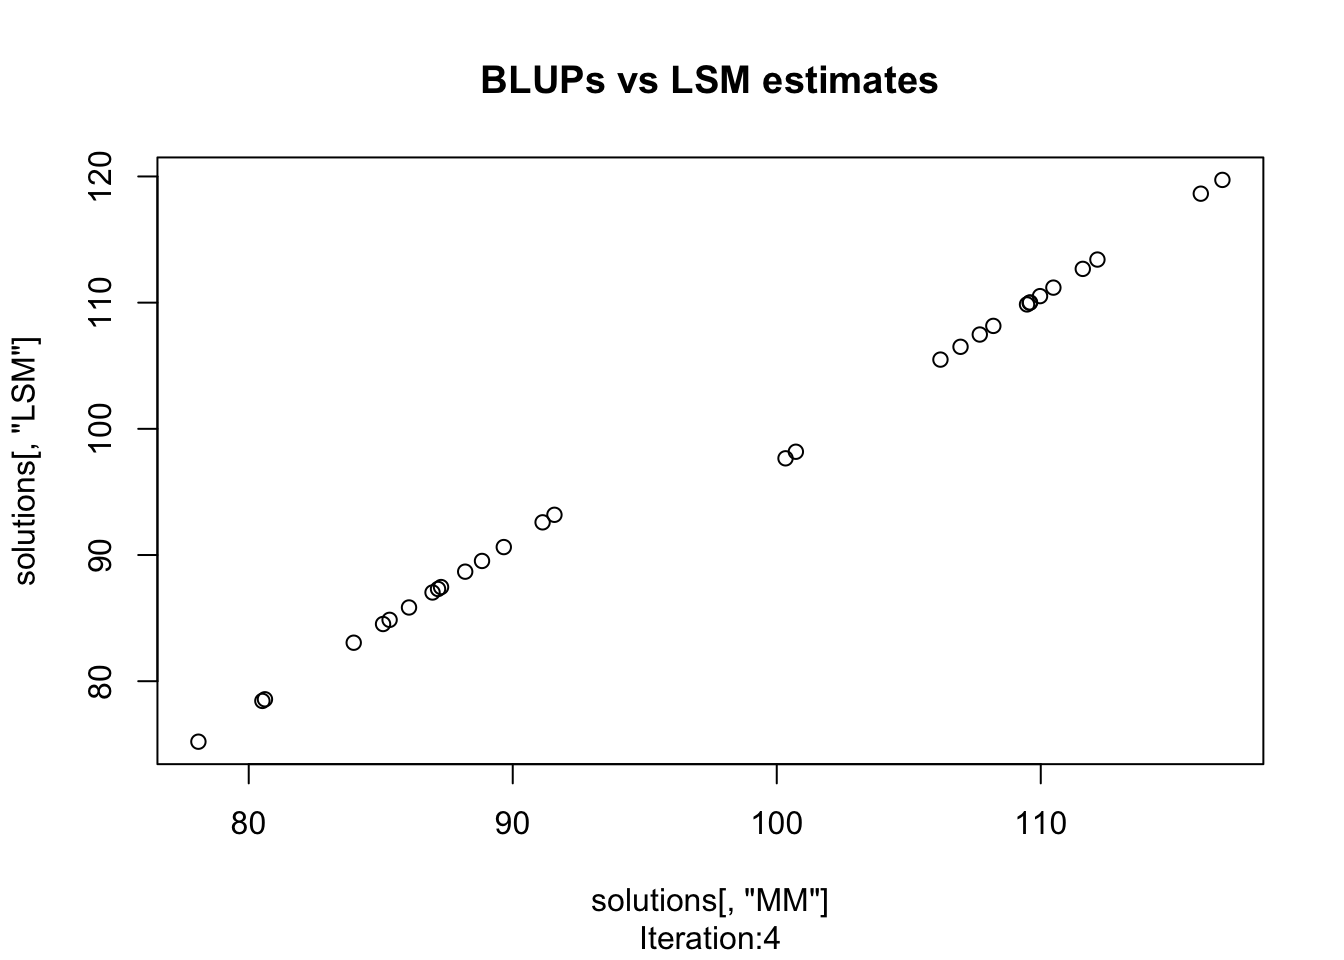 BLUPs vs LSM estimates
120
110
100
90
80
solutions[, "LSM"]
80 90 100 110
solutions[, "MM"]
Iteration:4